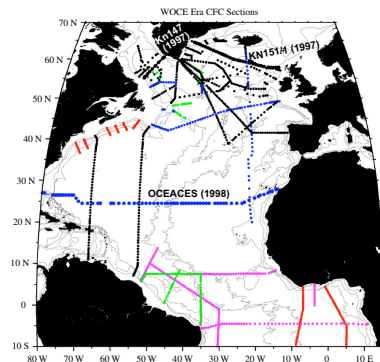 WOCE Era CFC Sections
70 N
Kn147
(1997)
KN151/1 (1997)
60 N
50 N
40 N
30 N
OCEACES (1998)
20 N
10 N
0
10 S
80 W 70 W 60 W 50 W 40 W 30 W 20 W 10 W 0 10 E